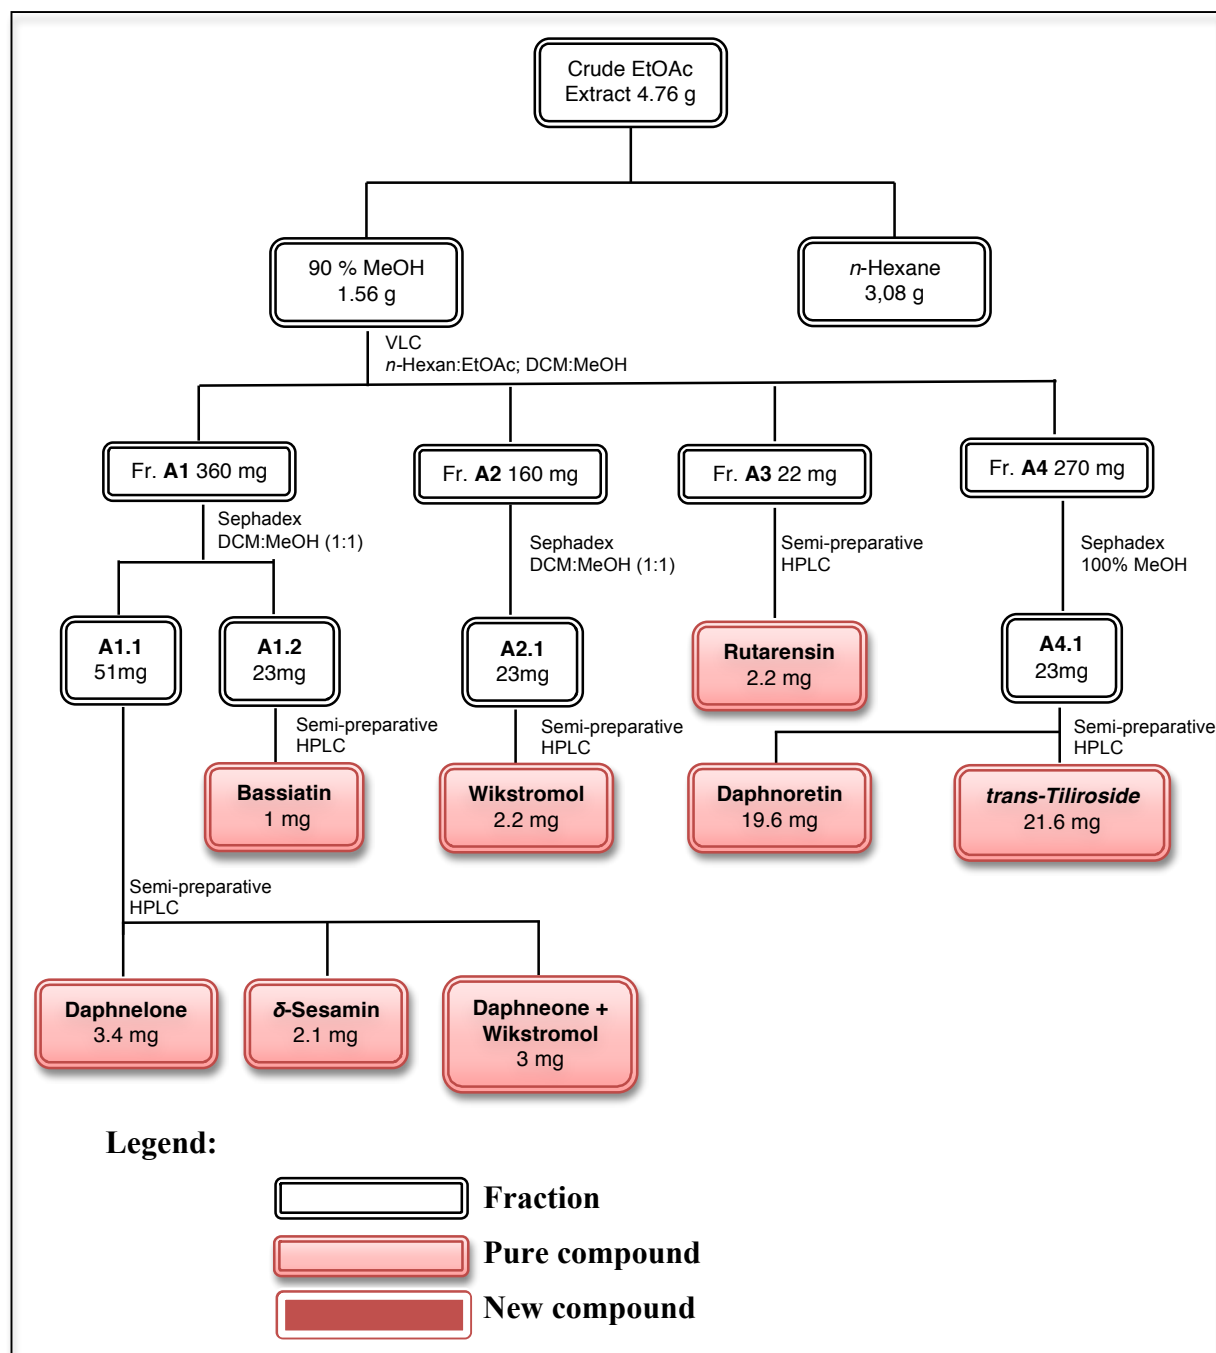 Crude EtOAc
Extract 4.76 g
90 % MeOH
1.56 g
n-Hexane
3,08 g
VLC
n-Hexan:EtOAc; DCM:MeOH
Fr. A1 360 mg
Fr. A2 160 mg
Fr. A3 22 mg
Fr. A4 270 mg
Sephadex
DCM:MeOH (1:1)
Sephadex
DCM:MeOH (1:1)
Semi-preparative
HPLC
Sephadex
100% MeOH
A1.1
51mg
A1.2
23mg
A2.1
23mg
Rutarensin
2.2 mg
A4.1
23mg
Semi-preparative
HPLC
Semi-preparative
HPLC
Semi-preparative
HPLC
Bassiatin
1 mg
Wikstromol
2.2 mg
Daphnoretin
19.6 mg
trans-Tiliroside
21.6 mg
Semi-preparative
HPLC
Daphnelone
3.4 mg
δ-Sesamin
2.1 mg
Daphneone +
Wikstromol
3 mg
Legend:
Fraction
Pure compound
New compound